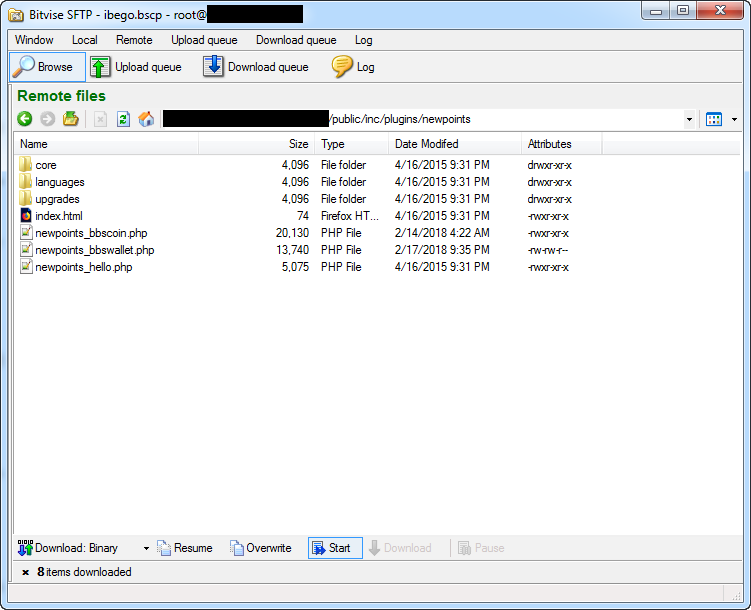 Bitvise SFTP - ibego.bscp - root@
Window Local Remote Upload queue Download queue Log
Browse Upload queue Download queue Log
Remote files
/public/inc/plugins/newpoints
Name Size Type Date Modifed Attributes
core 4,096 File folder 4/16/2015 9:31 PM drwxr-xr-x
languages 4,096 File folder 4/16/2015 9:31 PM drwxr-xr-x
upgrades 4,096 File folder 4/16/2015 9:31 PM drwxr-xr-x
index.html 74 Firefox HT... 4/16/2015 9:31 PM -rwxr-xr-x
newpoints_bbscoin.php 20,130 PHP File 2/14/2018 4:22 AM -rwxr-xr-x
newpoints_bbswallet.php 13,740 PHP File 2/17/2018 9:35 PM -rw-rw-r--
newpoints_hello.php 5,075 PHP File 4/16/2015 9:31 PM -rwxr-xr-x
Download: Binary Resume Overwrite Start Download Pause
8 items downloaded